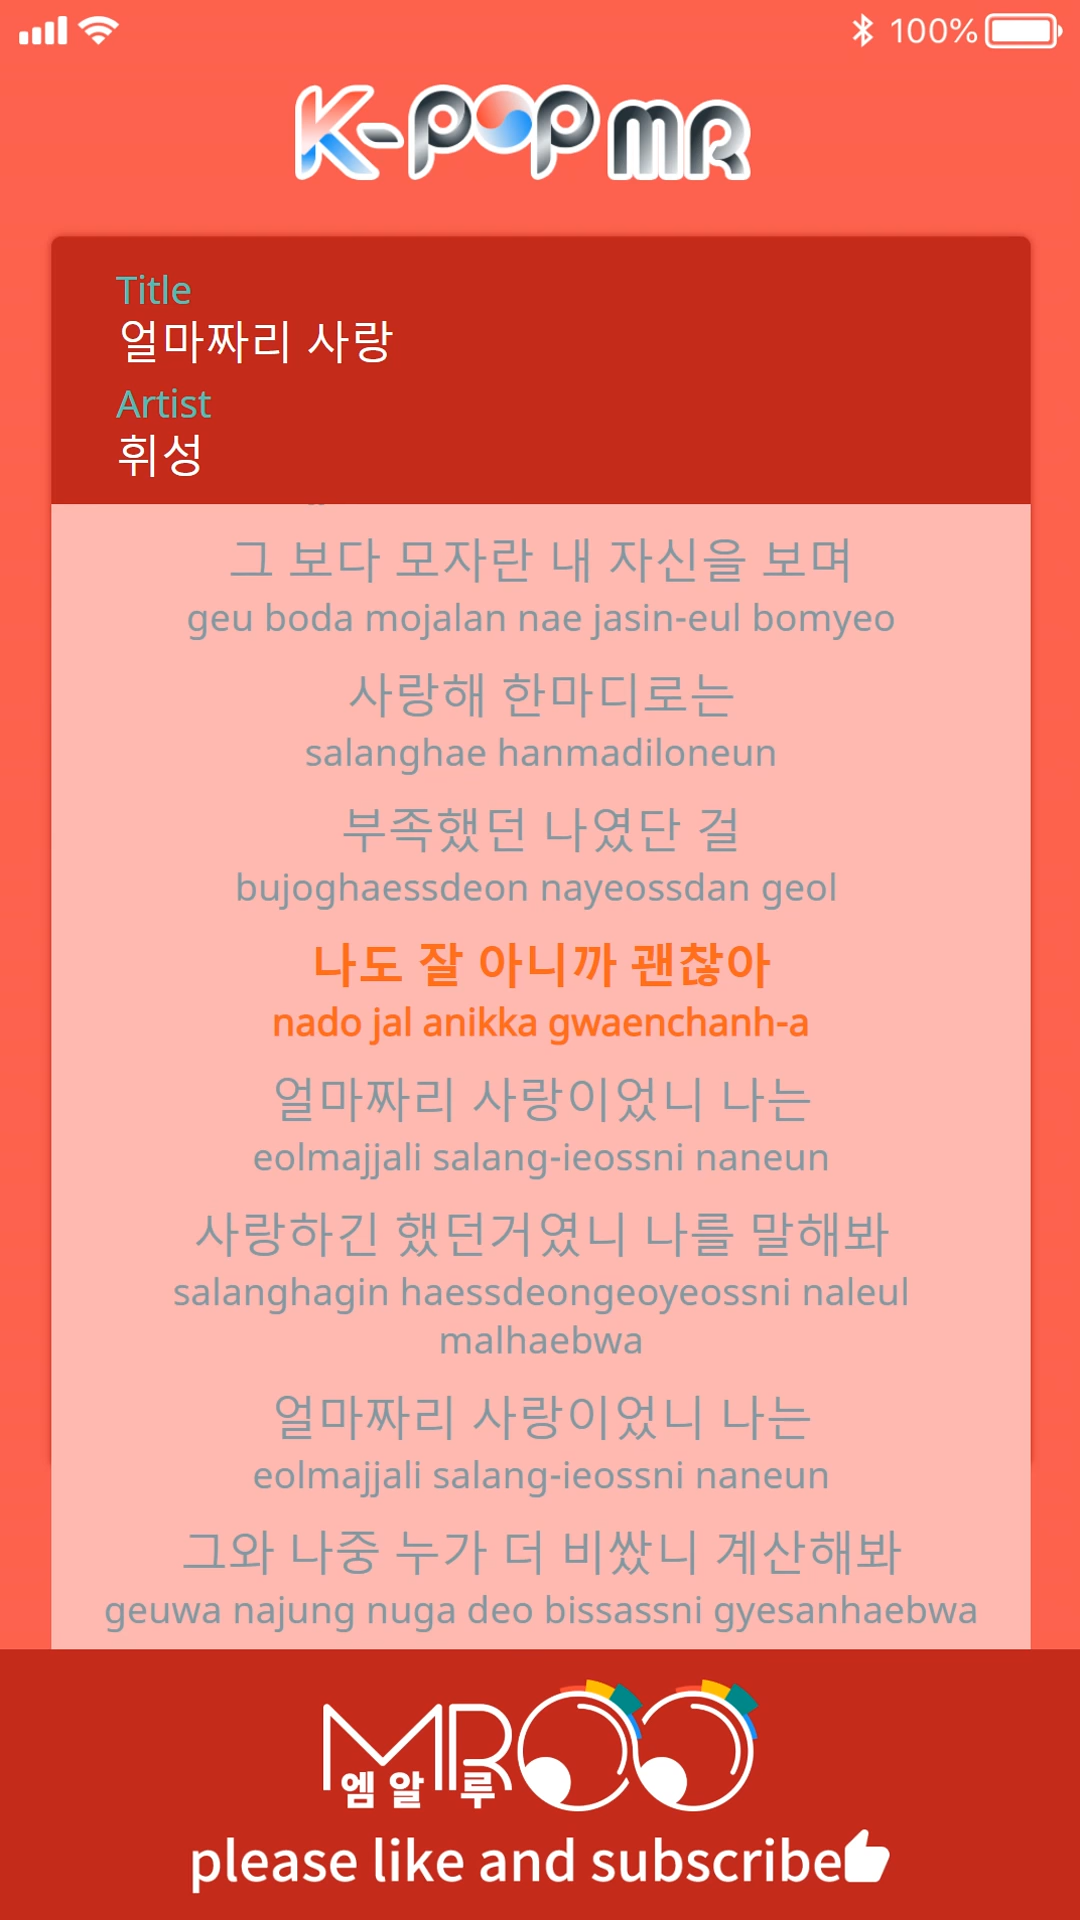 100%
K-POP MR
Title
얼마짜리 사랑
Artist
휘성
그 보다 모자란 내 자신을 보며
geu boda mojalan nae jasin-eul bomyeo
사랑해 한마디로는
salanghae hanmadiloneun
부족했던 나였단 걸
bujoghaessdeon nayeossdan geol
나도 잘 아니까 괜찮아
nado jal anikka gwaenchanh-a
얼마짜리 사랑이었니 나는
eolmajjali salang-ieossni naneun
사랑하긴 했던거였니 나를 말해봐
salanghagin haessdeongeoyeossni naleul
malhaebwa
얼마짜리 사랑이었니 나는
eolmajjali salang-ieossni naneun
그와 나중 누가 더 비쌌니 계산해봐
geuwa najung nuga deo bissassni gyesanhaebwa
MROO
엠 알 루
please like and subscribe